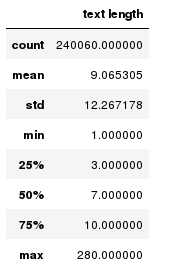 text length
count 240060.000000
mean 9.065305
std 12.267178
min 1.000000
25% 3.000000
50% 7.000000
75% 10.000000
max 280.000000